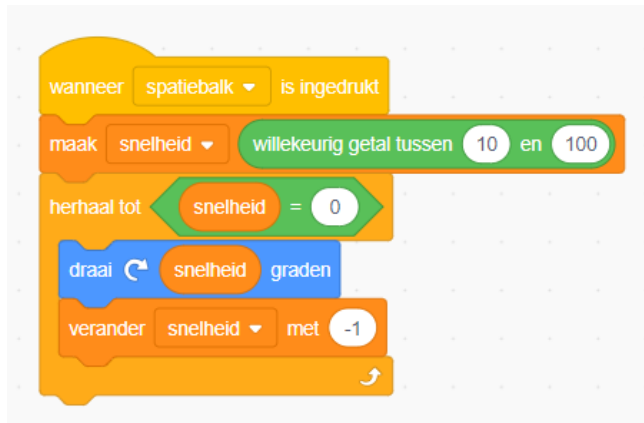 wanneer spatiebalk is ingedrukt
maak snelheid willekeurig getal tussen 10 en 100
herhaal tot snelheid = 0
draai snelheid graden
verander snelheid met -1